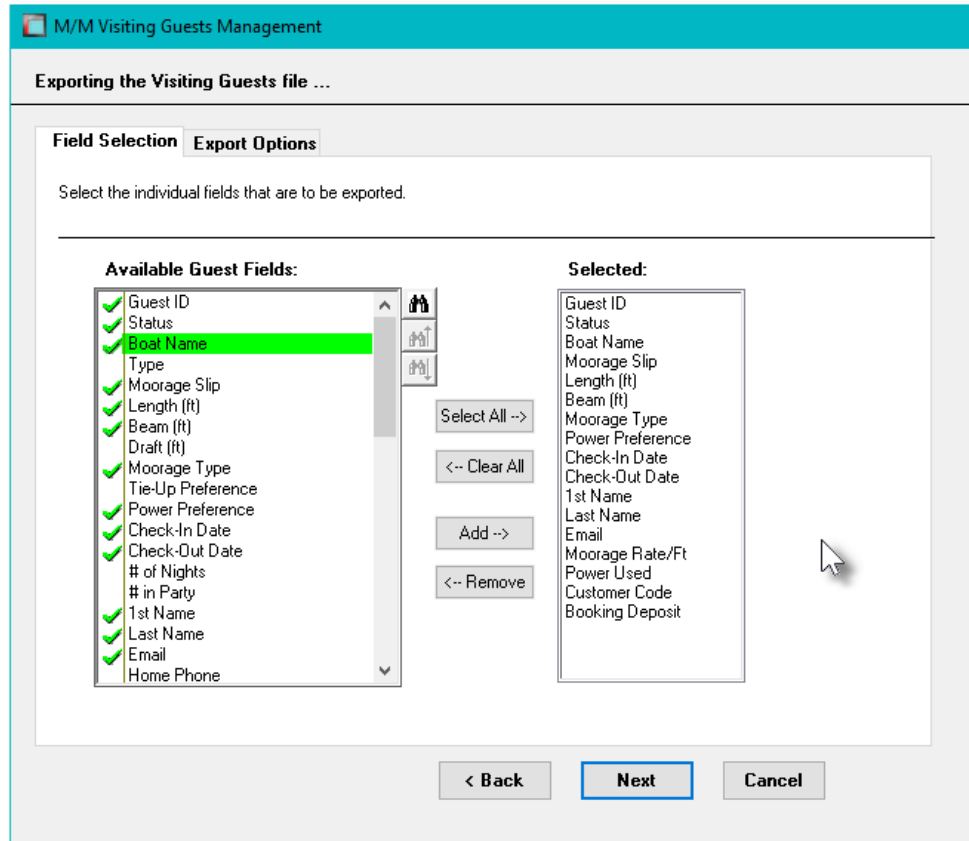 M/M Visiting Guests Management
Exporting the Visiting Guests file ...
Field Selection
Export Options
Select the individual fields that are to be exported.
Available Guest Fields:
Guest ID
Status
Boat Name
Type
Moorage Slip
Length (ft)
Beam (ft)
Draft (ft)
Moorage Type
Tie-Up Preference
Power Preference
Check-In Date
Check-Out Date
# of Nights
# in Party
1st Name
Last Name
Email
Home Phone
Select All -->
<-- Clear All
Add -->
<-- Remove
Selected:
Guest ID
Status
Boat Name
Moorage Slip
Length (ft)
Beam (ft)
Moorage Type
Power Preference
Check-In Date
Check-Out Date
1st Name
Last Name
Email
Moorage Rate/Ft
Power Used
Customer Code
Booking Deposit
< Back
Next
Cancel